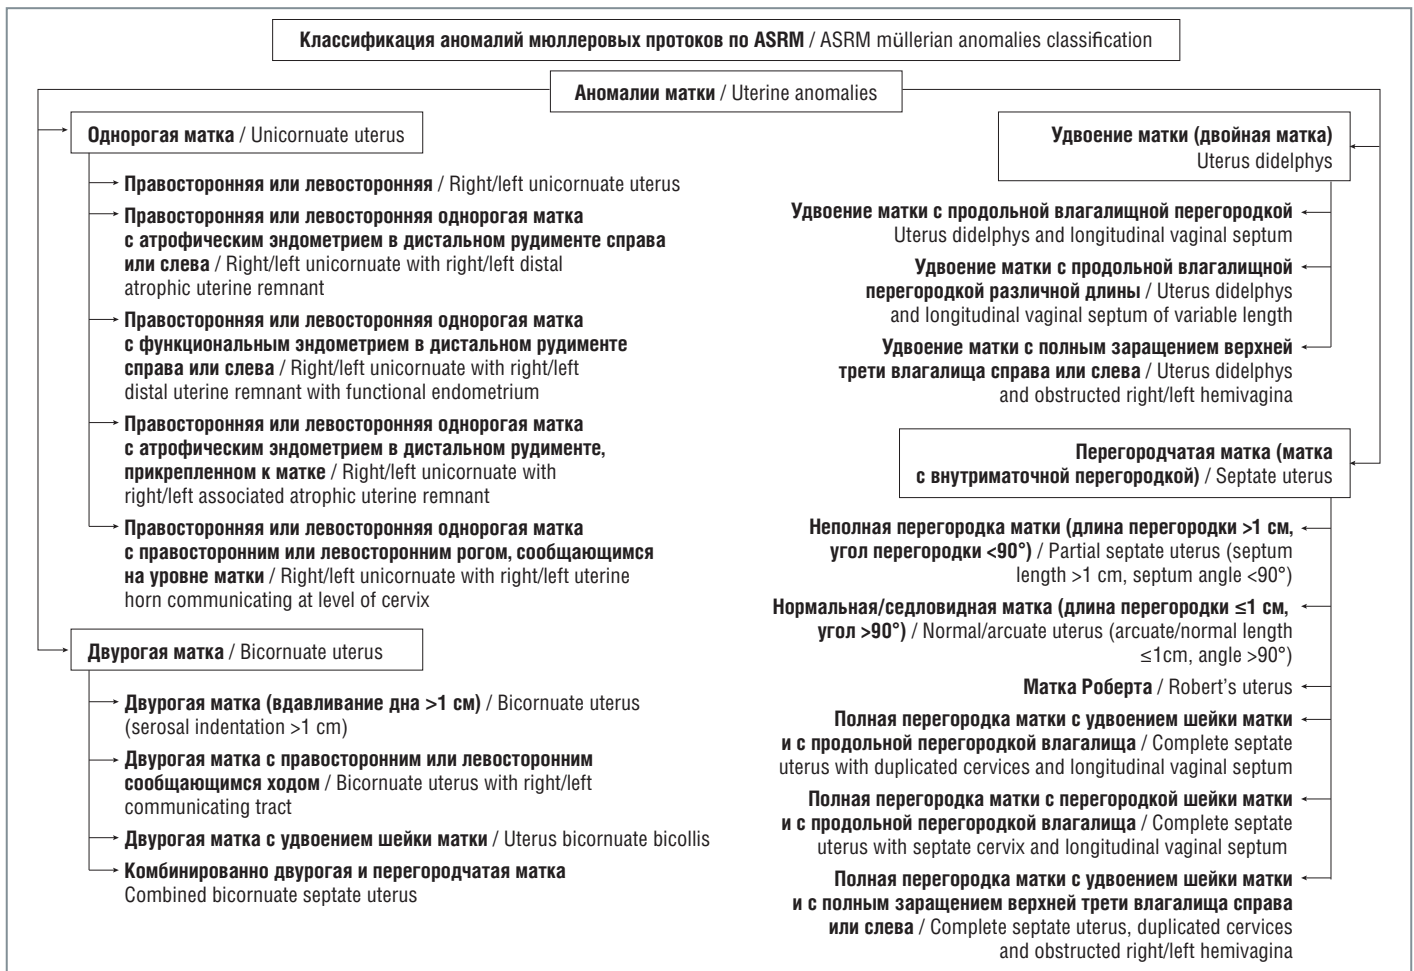 Классификация аномалий мюллеровых протоков по ASRM / ASRM müllerian anomalies classification
Аномалии матки / Uterine anomalies
Однорогая матка / Unicornuate uterus
Правосторонняя или левосторонняя / Right/left unicornuate uterus
Правосторонняя или левосторонняя однорогая матка
с атрофическим эндометрием в дистальном рудименте справа
или слева / Right/left unicornuate with right/left distal
atrophic uterine remnant
Правосторонняя или левосторонняя однорогая матка
с функциональным эндометрием в дистальном рудименте
справа или слева / Right/left unicornuate with right/left
distal uterine remnant with functional endometrium
Правосторонняя или левосторонняя однорогая матка
с атрофическим эндометрием в дистальном рудименте,
прикрепленном к матке / Right/left unicornuate with
right/left associated atrophic uterine remnant
Правосторонняя или левосторонняя однорогая матка
с правосторонним или левосторонним рогом, сообщающимся
на уровне матки / Right/left unicornuate with right/left uterine
horn communicating at level of cervix
Двурогая матка / Bicornuate uterus
Двурогая матка (вдавливание дна >1 см) / Bicornuate uterus
(serosal indentation >1 cm)
Двурогая матка с правосторонним или левосторонним
сообщающимся ходом / Bicornuate uterus with right/left
communicating tract
Двурогая матка с удвоением шейки матки / Uterus bicornuate bicollis
Комбинированно двурогая и перегородчатая матка
Combined bicornuate septate uterus
Удвоение матки (двойная матка)
Uterus didelphys
Удвоение матки с продольной влагалищной перегородкой
Uterus didelphys and longitudinal vaginal septum
Удвоение матки с продольной влагалищной
перегородкой различной длины / Uterus didelphys
and longitudinal vaginal septum of variable length
Удвоение матки с полным заращением верхней
трети влагалища справа или слева / Uterus didelphys
and obstructed right/left hemivagina
Перегородчатая матка (матка
с внутриматочной перегородкой) / Septate uterus
Неполная перегородка матки (длина перегородки >1 см,
угол перегородки <90°) / Partial septate uterus (septum
length >1 cm, septum angle <90°)
Нормальная/седловидная матка (длина перегородки ≤1 см,
угол >90°) / Normal/arcuate uterus (arcuate/normal length
≤1cm, angle >90°)
Матка Роберта / Robert's uterus
Полная перегородка матки с удвоением шейки матки
и с продольной перегородкой влагалища / Complete septate
uterus with duplicated cervices and longitudinal vaginal septum
Полная перегородка матки с перегородкой шейки матки
и с продольной перегородкой влагалища / Complete septate
uterus with septate cervix and longitudinal vaginal septum
Полная перегородка матки с удвоением шейки матки
и с полным заращением верхней трети влагалища справа
или слева / Complete septate uterus, duplicated cervices
and obstructed right/left hemivagina